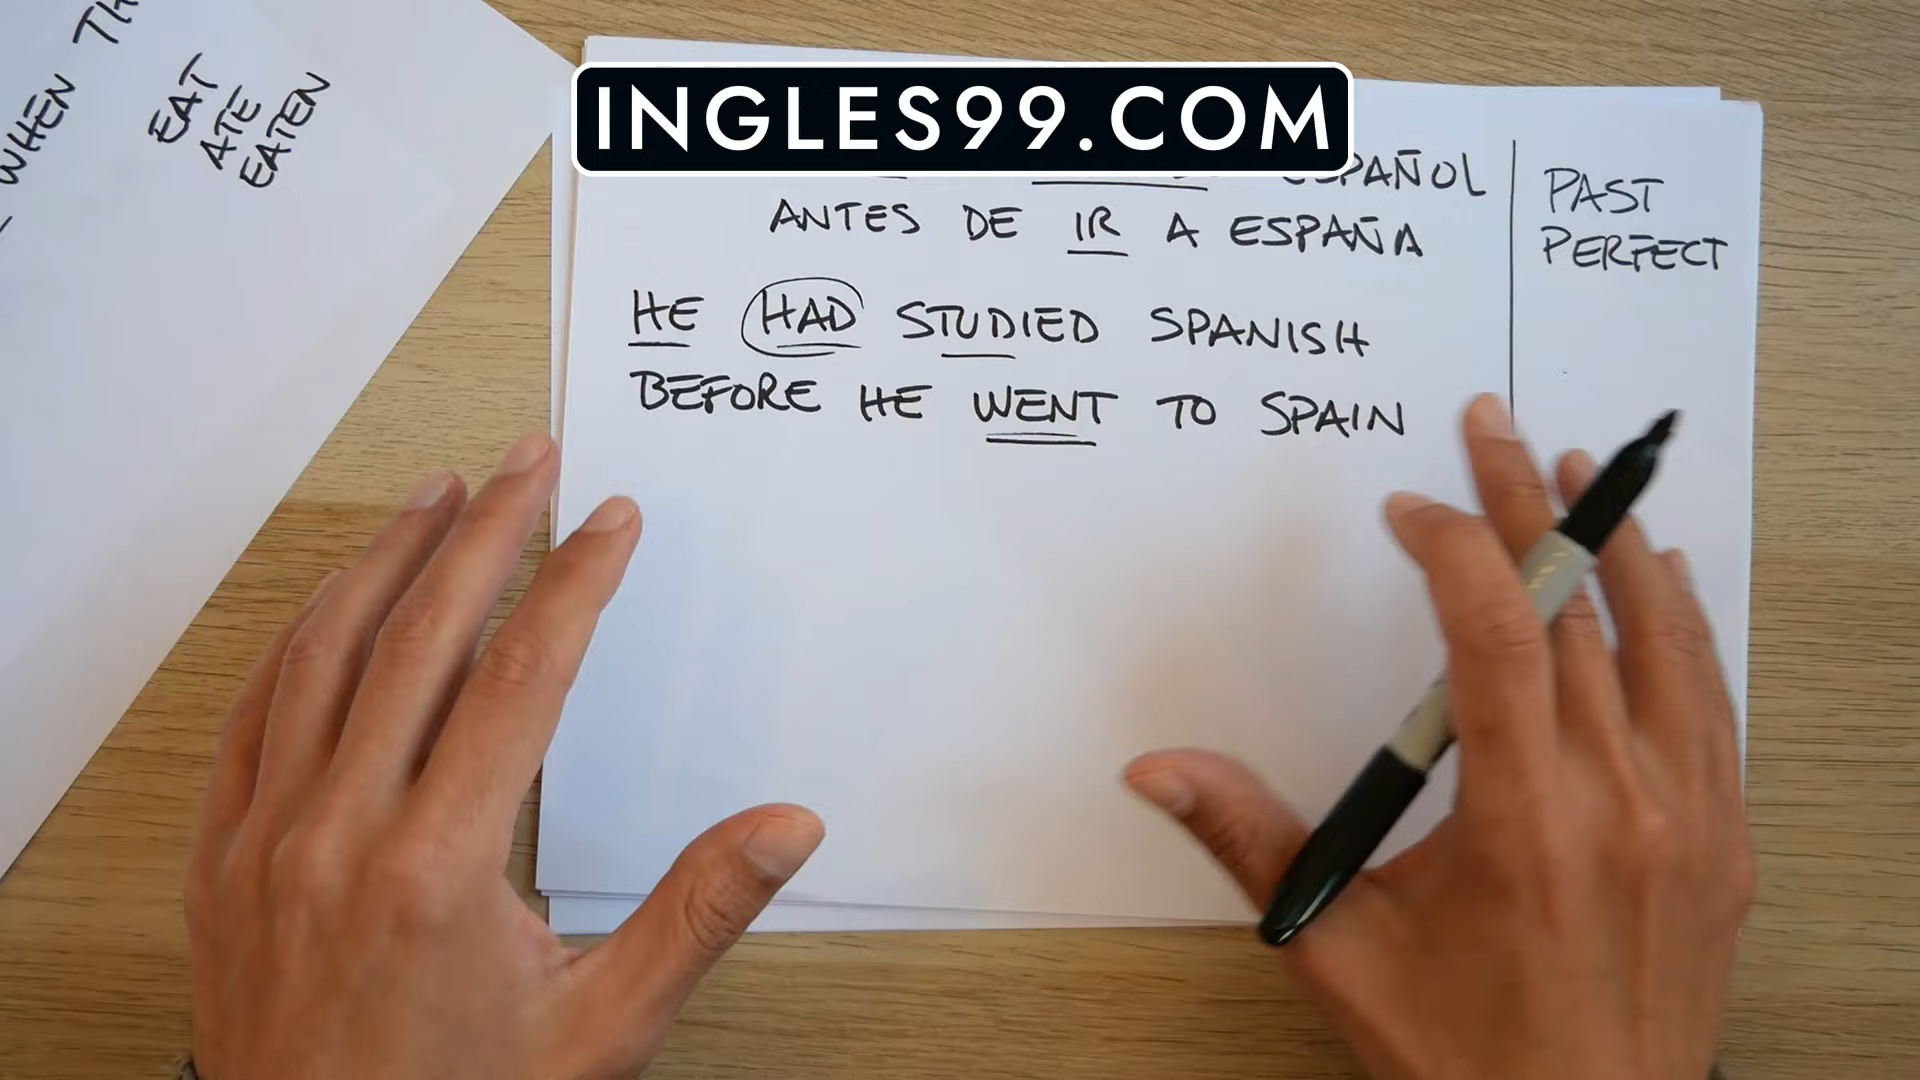 INGLES99.COM
ESPAÑOL
ANTES DE IR A ESPAÑA
HE HAD STUDIED SPANISH
BEFORE HE WENT TO SPAIN
PAST
PERFECT
WHEN
EAT
ATE
EATEN